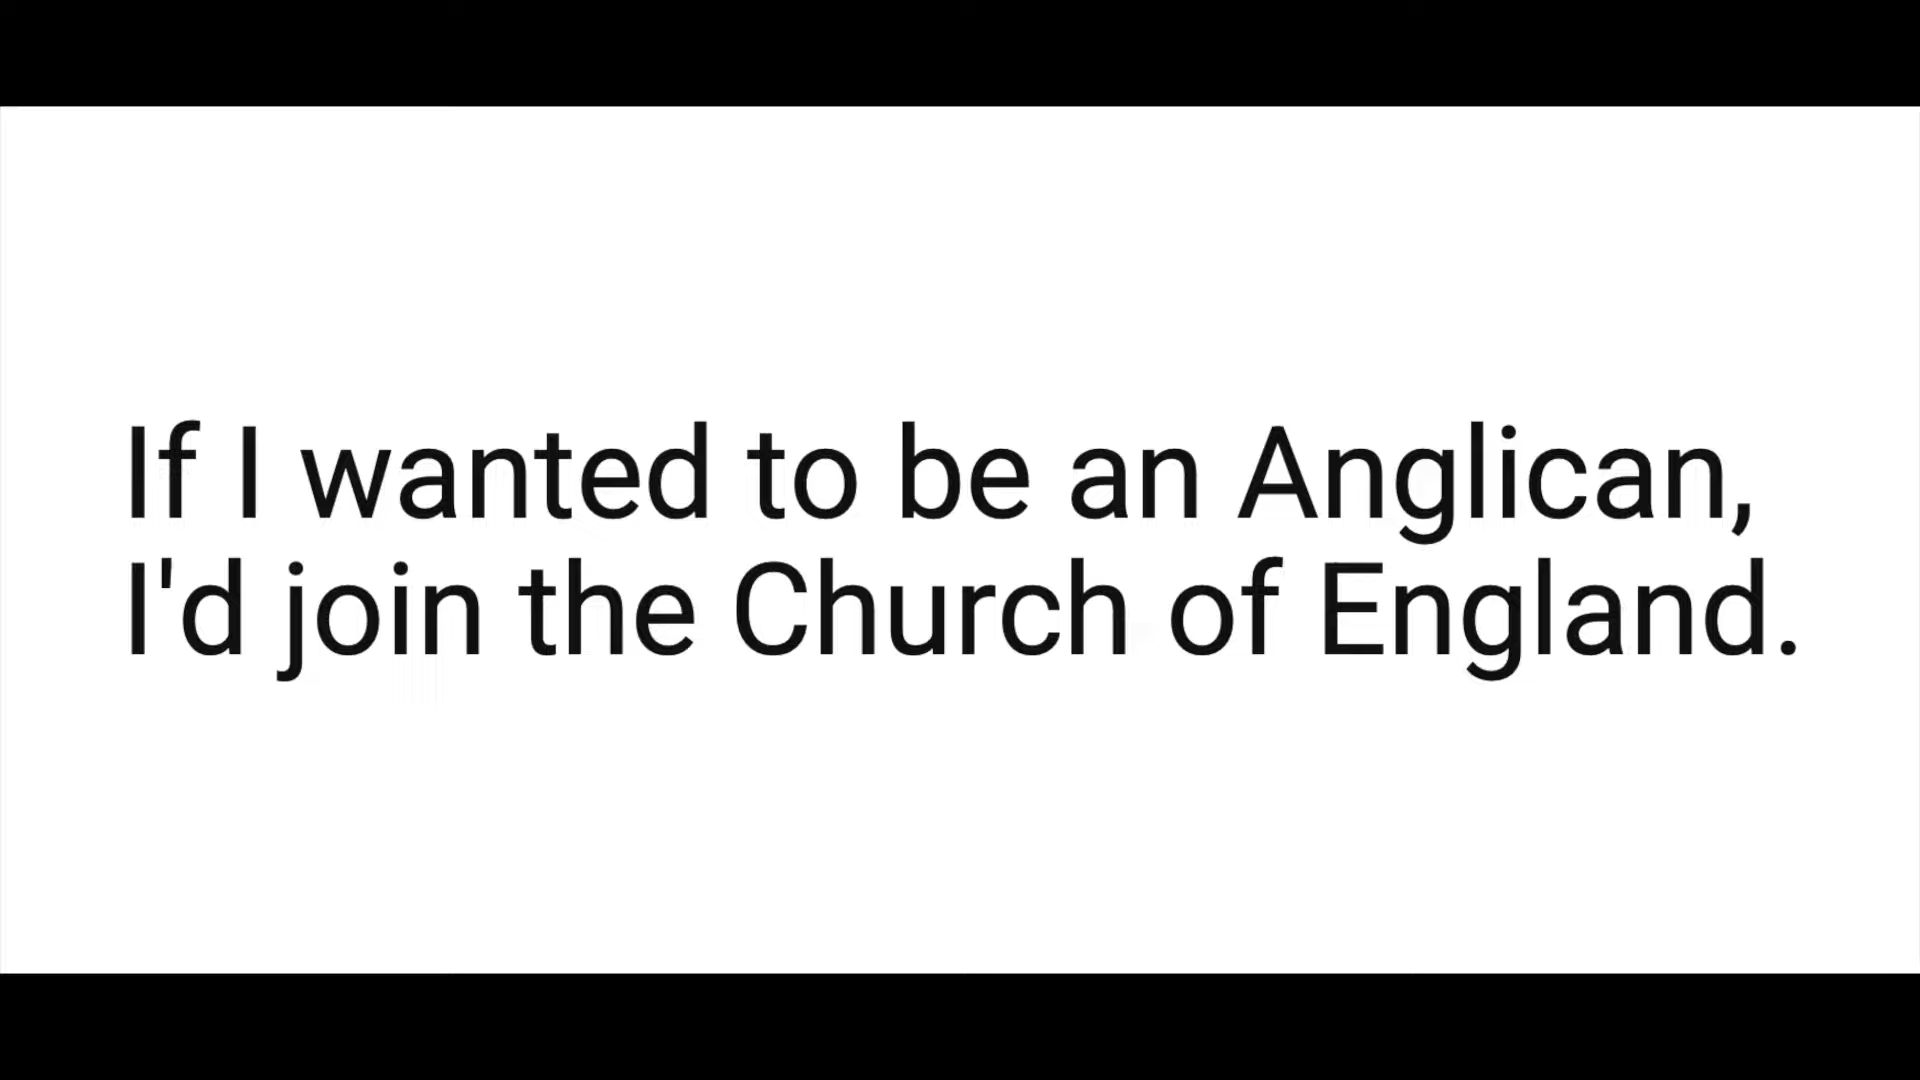 If I wanted to be an Anglican,
I'd join the Church of England.